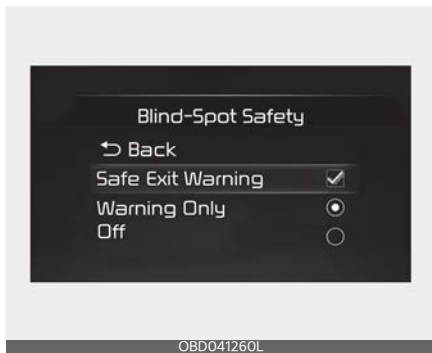 Blind-Spot Safety
Back
Safe Exit Warning
Warning Only
Off
OBD041260L